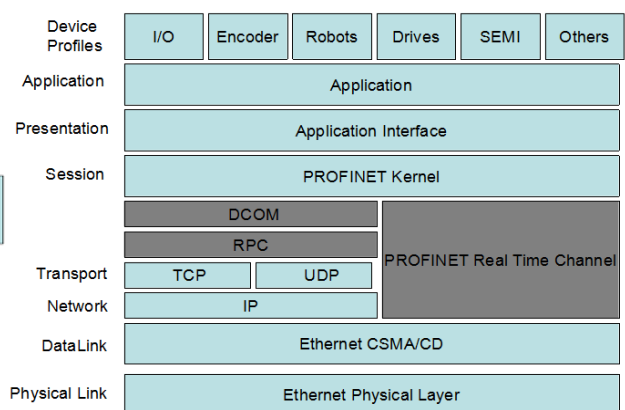 Device
Profiles
I/O Encoder Robots Drives SEMI Others
Application Application
Presentation Application Interface
Session PROFINET Kernel
DCOM
RPC
PROFINET Real Time Channel
Transport TCP UDP
Network IP
DataLink Ethernet CSMA/CD
Physical Link Ethernet Physical Layer